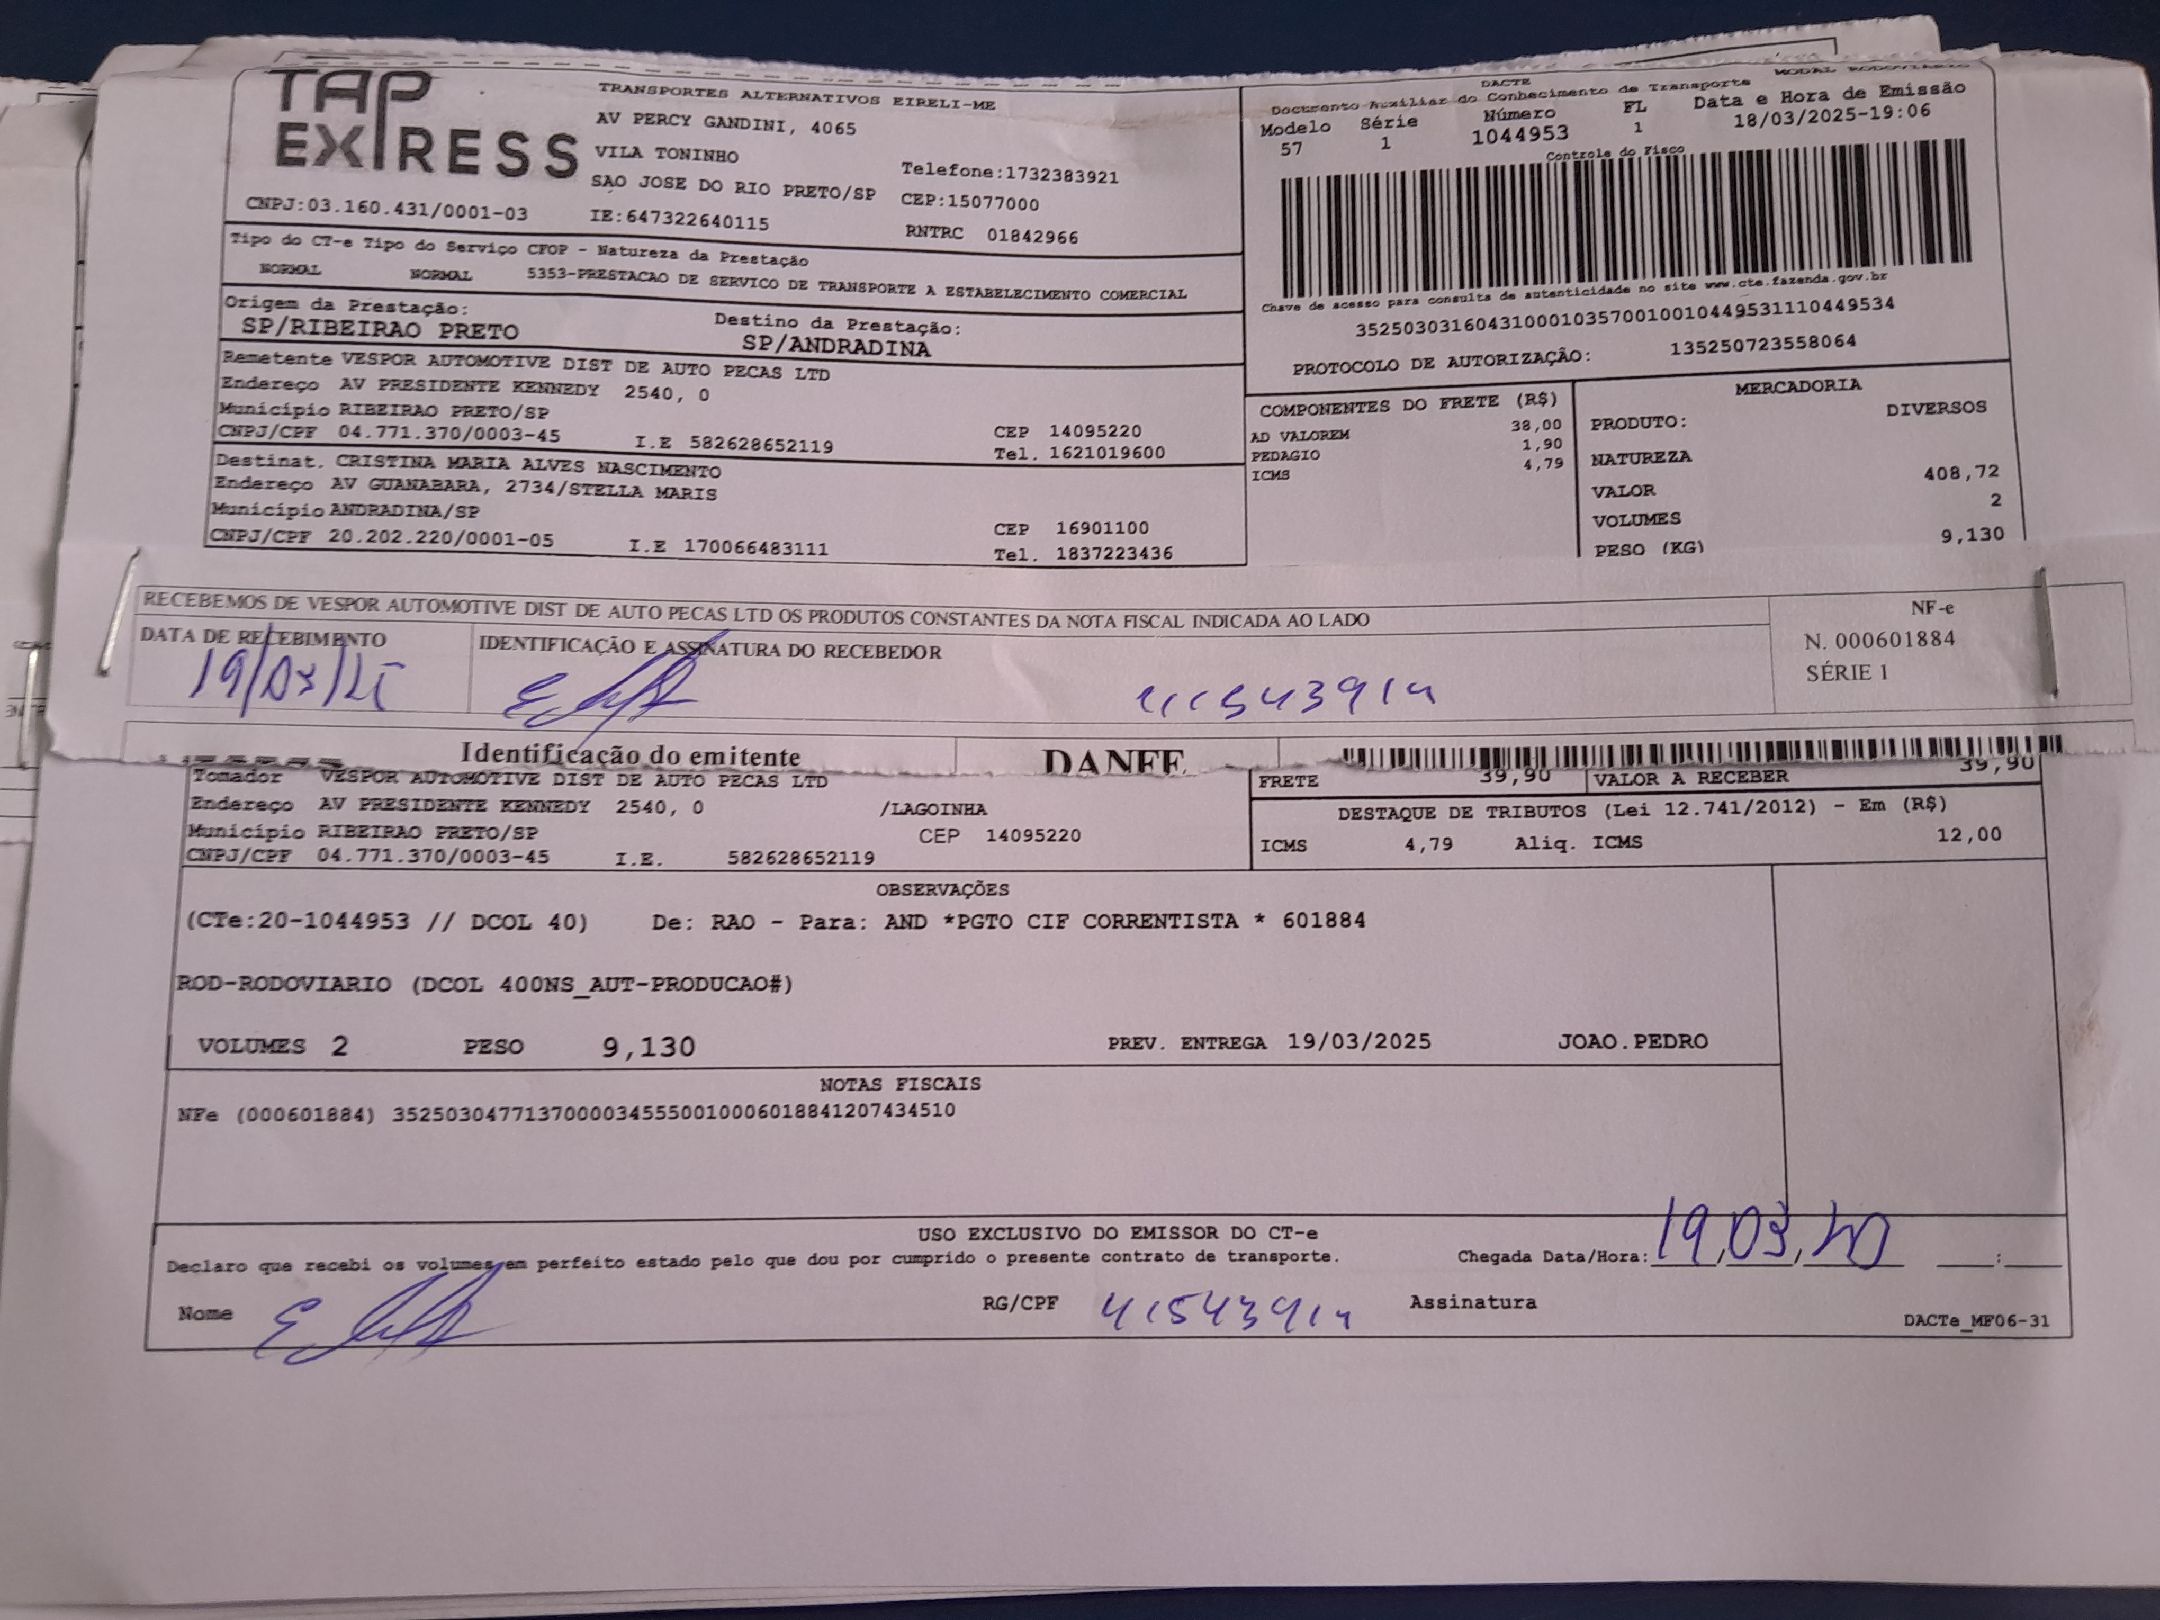 TAP EXPRESS
TRANSPORTES ALTERNATIVOS EIRELI-ME
AV PERCY GANDINI, 4065
VILA TONINHO
Telefone:1732383921
SAO JOSE DO RIO PRETO/SP CEP:15077000
CNPJ:03.160.431/0001-03 IE:647322640115 RNTRC 01842966
DACTE MODAL RODOVIARIO
Documento Auxiliar do Conhecimento de Transporte
Modelo Série Número FL Data e Hora de Emissão
57 1 1044953 1 18/03/2025-19:06
Controle do Fisco
Chave de acesso para consulta de autenticidade no site www.cte.fazenda.gov.br
35250303160431000103570010010449531110449534
PROTOCOLO DE AUTORIZAÇÃO: 135250723558064
Tipo do CT-e Tipo do Serviço CFOP - Natureza da Prestação
NORMAL NORMAL 5353-PRESTACAO DE SERVICO DE TRANSPORTE A ESTABELECIMENTO COMERCIAL
Origem da Prestação: Destino da Prestação:
SP/RIBEIRAO PRETO SP/ANDRADINA
Remetente VESPOR AUTOMOTIVE DIST DE AUTO PECAS LTD
Endereço AV PRESIDENTE KENNEDY 2540, 0
Município RIBEIRAO PRETO/SP CEP 14095220
CNPJ/CPF 04.771.370/0003-45 I.E 582628652119 Tel. 1621019600
Destinat. CRISTINA MARIA ALVES NASCIMENTO
Endereço AV GUANABARA, 2734/STELLA MARIS
Município ANDRADINA/SP CEP 16901100
CNPJ/CPF 20.202.220/0001-05 I.E 170066483111 Tel. 1837223436
COMPONENTES DO FRETE (R$)
38,00
AD VALOREM 1,90
PEDAGIO 4,79
ICMS
MERCADORIA
PRODUTO: DIVERSOS
NATUREZA
VALOR 408,72
VOLUMES 2
PESO (KG) 9,130
RECEBEMOS DE VESPOR AUTOMOTIVE DIST DE AUTO PECAS LTD OS PRODUTOS CONSTANTES DA NOTA FISCAL INDICADA AO LADO
DATA DE RECEBIMENTO IDENTIFICAÇÃO E ASSINATURA DO RECEBEDOR
19/03/25
NF-e
N. 000601884
SÉRIE 1
Identificação do emitente DANFE
Tomador VESPOR AUTOMOTIVE DIST DE AUTO PECAS LTD
Endereço AV PRESIDENTE KENNEDY 2540, 0 /LAGOINHA
Município RIBEIRAO PRETO/SP CEP 14095220
CNPJ/CPF 04.771.370/0003-45 I.E. 582628652119
FRETE 39,90 VALOR A RECEBER 39,90
DESTAQUE DE TRIBUTOS (Lei 12.741/2012) - Em (R$)
ICMS 4,79 Aliq. ICMS 12,00
OBSERVAÇÕES
(CTe:20-1044953 // DCOL 40) De: RAO - Para: AND *PGTO CIF CORRENTISTA * 601884
ROD-RODOVIARIO (DCOL 400NS_AUT-PRODUCAO#)
VOLUMES 2 PESO 9,130 PREV. ENTREGA 19/03/2025 JOAO.PEDRO
NOTAS FISCAIS
NFe (000601884) 35250304771370000345550010006018841207434510
USO EXCLUSIVO DO EMISSOR DO CT-e
Declaro que recebi os volumes em perfeito estado pelo que dou por cumprido o presente contrato de transporte. Chegada Data/Hora: 19,03, :
Nome RG/CPF Assinatura
DACTe_MF06-31